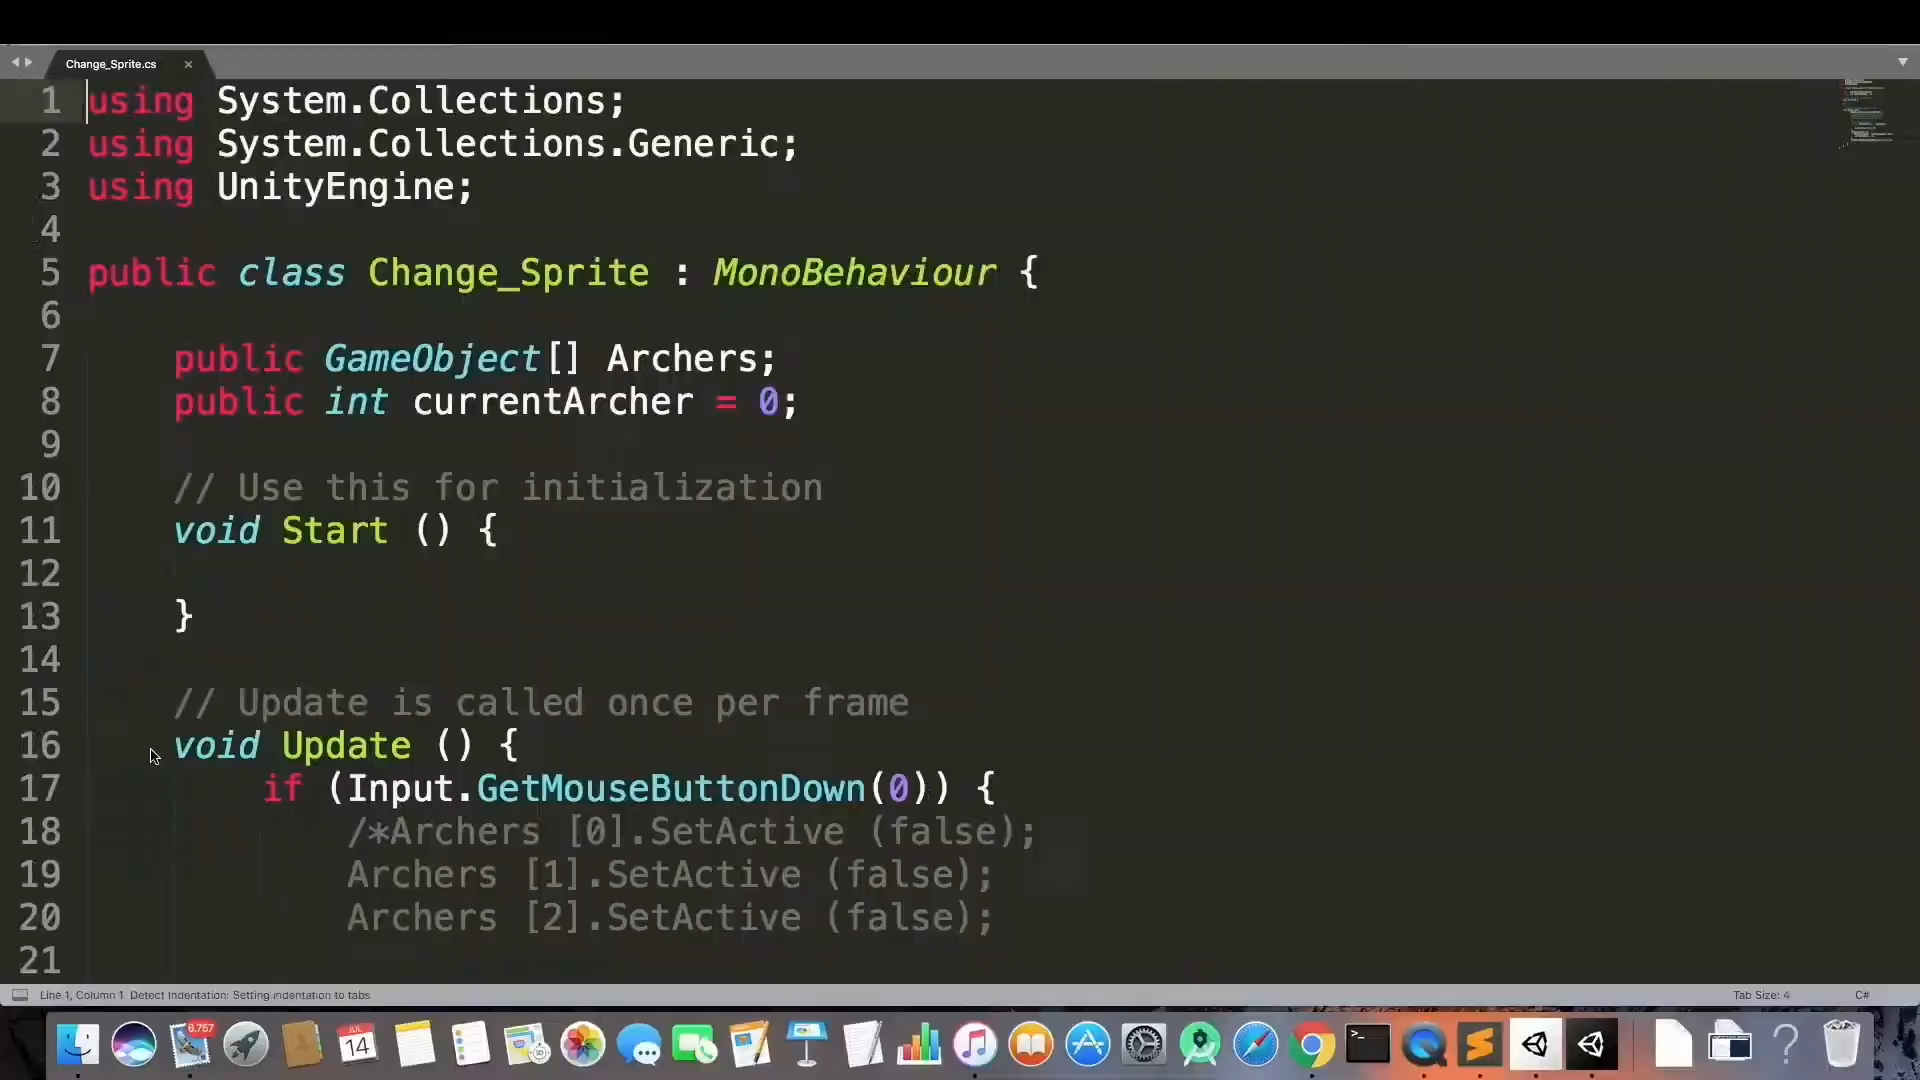 Change_Sprite.cs ×
1 using System.Collections;
2 using System.Collections.Generic;
3 using UnityEngine;
4
5 public class Change_Sprite : MonoBehaviour {
6
7 public GameObject[] Archers;
8 public int currentArcher = 0;
9
10 // Use this for initialization
11 void Start () {
12
13 }
14
15 // Update is called once per frame
16 void Update () {
17 if (Input.GetMouseButtonDown(0)) {
18 /*Archers [0].SetActive (false);
19 Archers [1].SetActive (false);
20 Archers [2].SetActive (false);
21
Line 1, Column 1 Detect Indentation: Setting indentation to tabs Tab Size: 4 C#
6.757
JUL
14